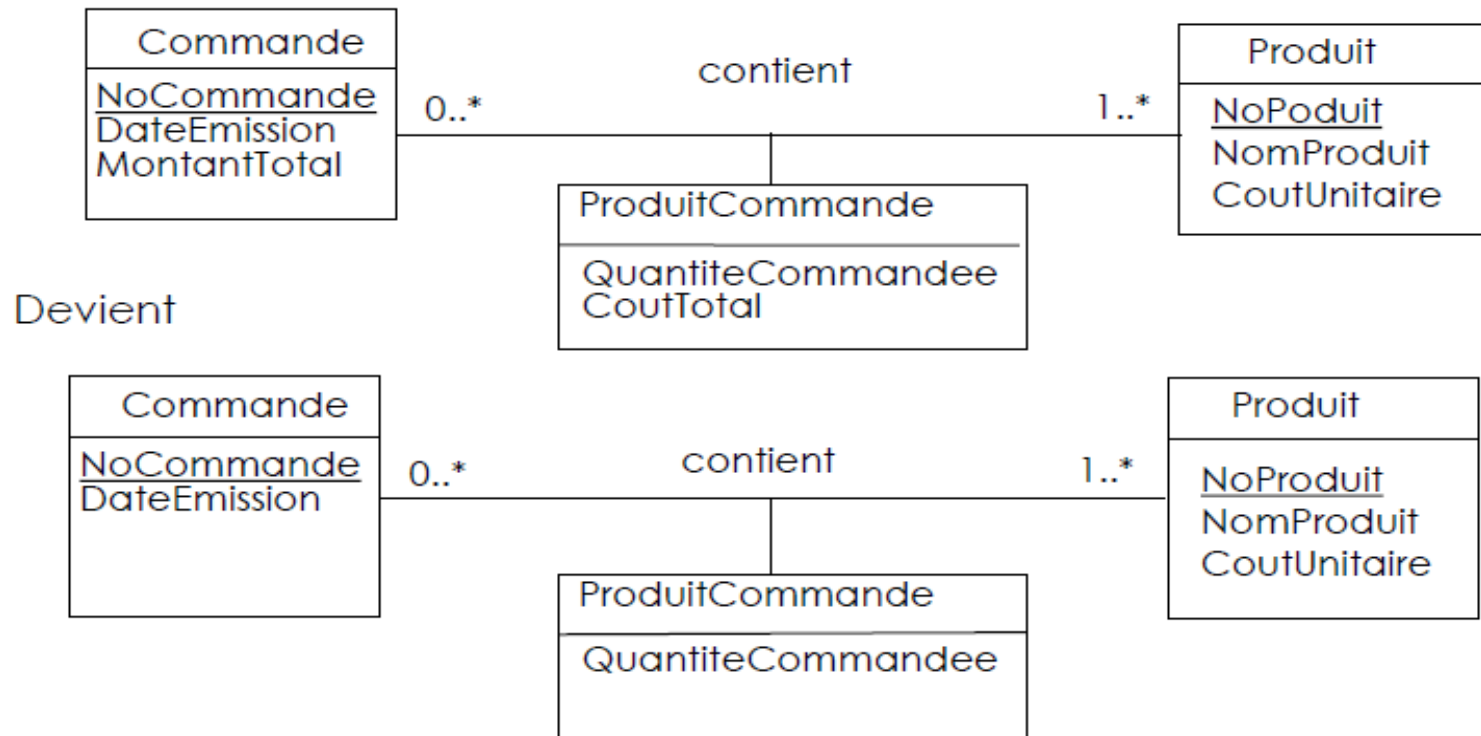 Commande
NoCommande
DateEmission
MontantTotal
0..*
contient
1..*
Produit
NoPoduit
NomProduit
CoutUnitaire
ProduitCommande
QuantiteCommandee
CoutTotal
Devient
Commande
NoCommande
DateEmission
0..*
contient
1..*
Produit
NoProduit
NomProduit
CoutUnitaire
ProduitCommande
QuantiteCommandee